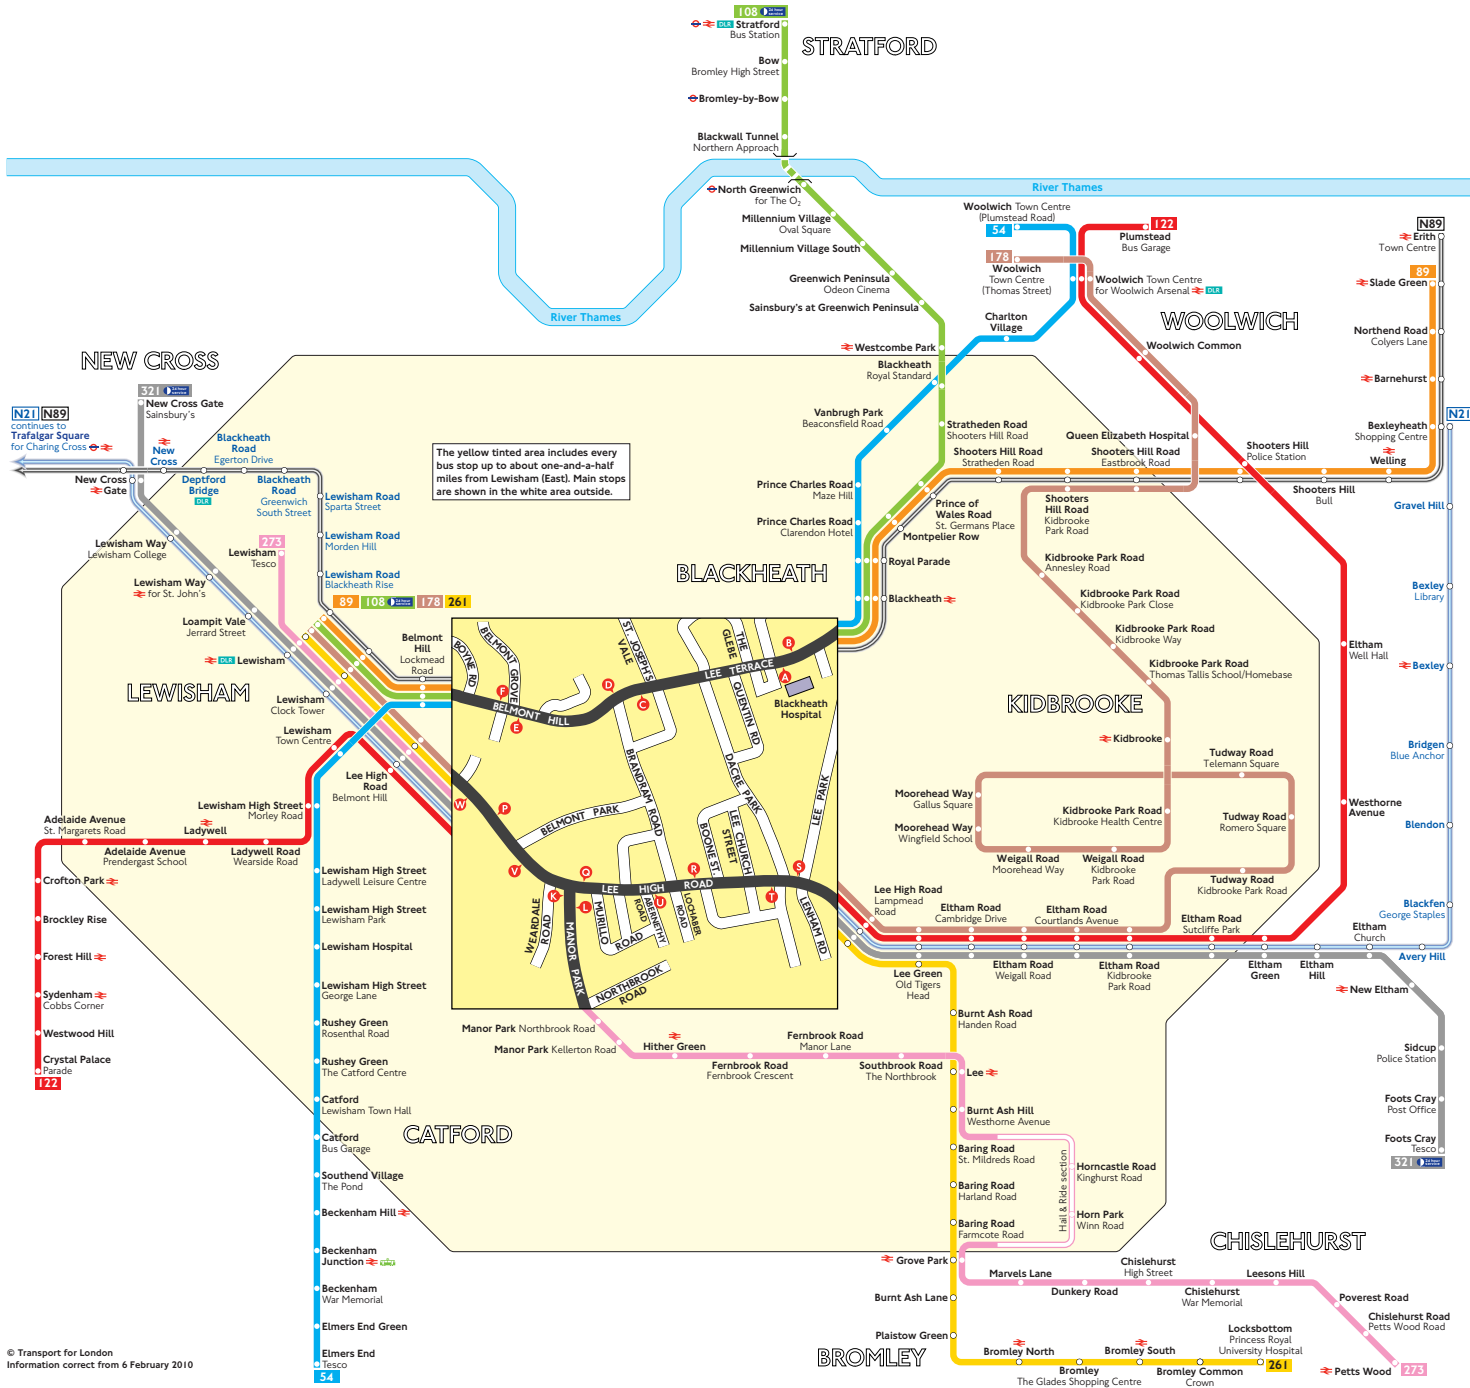 108 24 hour service
DLR Stratford
Bus Station
STRATFORD
Bow
Bromley High Street
Bromley-by-Bow
Blackwall Tunnel
Northern Approach
River Thames
North Greenwich
for The O2
Millennium Village
Oval Square
Millennium Village South
Greenwich Peninsula
Odeon Cinema
Sainsbury's at Greenwich Peninsula
River Thames
Westcombe Park
Blackheath
Royal Standard
Vanbrugh Park
Beaconsfield Road
Stratheden Road
Shooters Hill Road
Prince Charles Road
Maze Hill
Prince Charles Road
Clarendon Hotel
Prince of
Wales Road
St. Germans Place
Montpelier Row
Royal Parade
Blackheath
BLACKHEATH
Woolwich Town Centre
(Plumstead Road)
54
122
Plumstead
Bus Garage
178
Woolwich
Town Centre
(Thomas Street)
Woolwich Town Centre
for Woolwich Arsenal DLR
Charlton
Village
WOOLWICH
Woolwich Common
Queen Elizabeth Hospital
Shooters Hill
Police Station
Shooters Hill Road
Stratheden Road
Shooters Hill Road
Eastbrook Road
Shooters
Hill Road
Kidbrooke
Park Road
Shooters Hill
Bull
Welling
N89
Erith
Town Centre
89
Slade Green
Northend Road
Colyers Lane
Barnehurst
N21
Bexleyheath
Shopping Centre
Gravel Hill
Bexley
Library
Bexley
Bridgen
Blue Anchor
Blendon
Blackfen
George Staples
Avery Hill
Kidbrooke Park Road
Annesley Road
Kidbrooke Park Road
Kidbrooke Park Close
Kidbrooke Park Road
Kidbrooke Way
Kidbrooke Park Road
Thomas Tallis School/Homebase
KIDBROOKE
Kidbrooke
Tudway Road
Telemann Square
Moorehead Way
Gallus Square
Kidbrooke Park Road
Kidbrooke Health Centre
Tudway Road
Romero Square
Moorehead Way
Wingfield School
Weigall Road
Moorehead Way
Weigall Road
Kidbrooke
Park Road
Tudway Road
Kidbrooke Park Road
Eltham
Well Hall
Westhorne
Avenue
Lee High Road
Lampmead
Road
Eltham Road
Cambridge Drive
Eltham Road
Courtlands Avenue
Eltham Road
Sutcliffe Park
Eltham
Church
Lee Green
Old Tigers
Head
Eltham Road
Weigall Road
Eltham Road
Kidbrooke
Park Road
Eltham
Green
Eltham
Hill
New Eltham
Sidcup
Police Station
Foots Cray
Post Office
Foots Cray
Tesco
321 24 hour service
NEW CROSS
321 24 hour service
New Cross Gate
Sainsbury's
N21 N89
continues to
Trafalgar Square
for Charing Cross
New
Cross
Blackheath
Road
Egerton Drive
New Cross
Gate
Deptford
Bridge
DLR
Blackheath
Road
Greenwich
South Street
Lewisham Road
Sparta Street
Lewisham Road
Morden Hill
Lewisham Road
Blackheath Rise
Lewisham Way
Lewisham College
273
Lewisham
Tesco
Lewisham Way
for St. John's
Loampit Vale
Jerrard Street
DLR Lewisham
LEWISHAM
Lewisham
Clock Tower
Lewisham
Town Centre
Lee High
Road
Belmont Hill
89 108 24 hour service 178 261
Belmont
Hill
Lockmead
Road
The yellow tinted area includes every
bus stop up to about one-and-a-half
miles from Lewisham (East). Main stops
are shown in the white area outside.
BOYNE RD
BELMONT GROVE
ST. JOSEPH'S
VALE
THE
GLEBE
LEE TERRACE
BELMONT HILL
QUENTIN RD
Blackheath
Hospital
BRANDRAM ROAD
DACRE PARK
LEE PARK
BELMONT PARK
LEE CHURCH
STREET
BOONE ST.
LEE HIGH ROAD
WEARDALE
ROAD
MANOR PARK
MURILLO
ROAD
ABERNETHY
ROAD
LOCHABER
ROAD
LENHAM RD
NORTHBROOK
ROAD
A
B
C
D
E
F
K
L
P
Q
R
S
T
U
V
W
Lewisham High Street
Morley Road
Adelaide Avenue
St. Margarets Road
Ladywell
Adelaide Avenue
Prendergast School
Ladywell Road
Wearside Road
Crofton Park
Brockley Rise
Forest Hill
Sydenham
Cobbs Corner
Westwood Hill
Crystal Palace
Parade
122
Lewisham High Street
Ladywell Leisure Centre
Lewisham High Street
Lewisham Park
Lewisham Hospital
Lewisham High Street
George Lane
Rushey Green
Rosenthal Road
Rushey Green
The Catford Centre
Catford
Lewisham Town Hall
CATFORD
Catford
Bus Garage
Southend Village
The Pond
Beckenham Hill
Beckenham
Junction
Beckenham
War Memorial
Elmers End Green
Elmers End
Tesco
54
Manor Park Northbrook Road
Manor Park Kellerton Road
Hither Green
Fernbrook Road
Fernbrook Crescent
Fernbrook Road
Manor Lane
Southbrook Road
The Northbrook
Burnt Ash Road
Handen Road
Lee
Burnt Ash Hill
Westhorne Avenue
Baring Road
St. Mildreds Road
Baring Road
Harland Road
Baring Road
Farmcote Road
Hail & Ride section
Horncastle Road
Kinghurst Road
Horn Park
Winn Road
Grove Park
CHISLEHURST
Marvels Lane
Dunkery Road
Chislehurst
High Street
Chislehurst
War Memorial
Leesons Hill
Poverest Road
Chislehurst Road
Petts Wood Road
Petts Wood 273
Burnt Ash Lane
Plaistow Green
BROMLEY
Bromley North
Bromley
The Glades Shopping Centre
Bromley South
Bromley Common
Crown
Locksbottom
Princess Royal
University Hospital
261
© Transport for London
Information correct from 6 February 2010